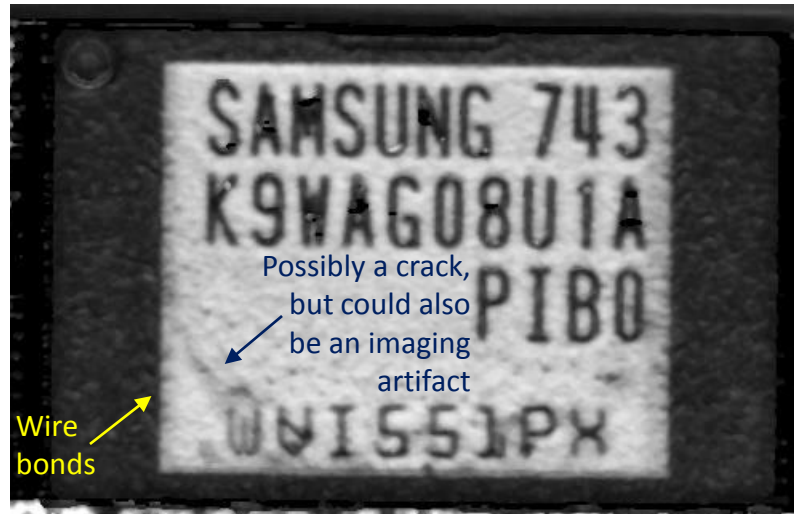 SAMSUNG 743
K9WAG08U1A
PIB0
Possibly a crack,
but could also
be an imaging
artifact
Wire
bonds